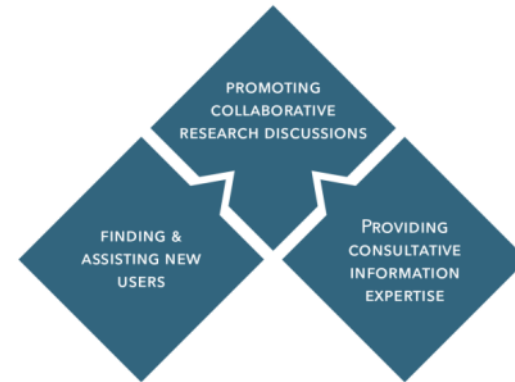 PROMOTING
COLLABORATIVE
RESEARCH DISCUSSIONS
FINDING &
ASSISTING NEW
USERS
PROVIDING
CONSULTATIVE
INFORMATION
EXPERTISE